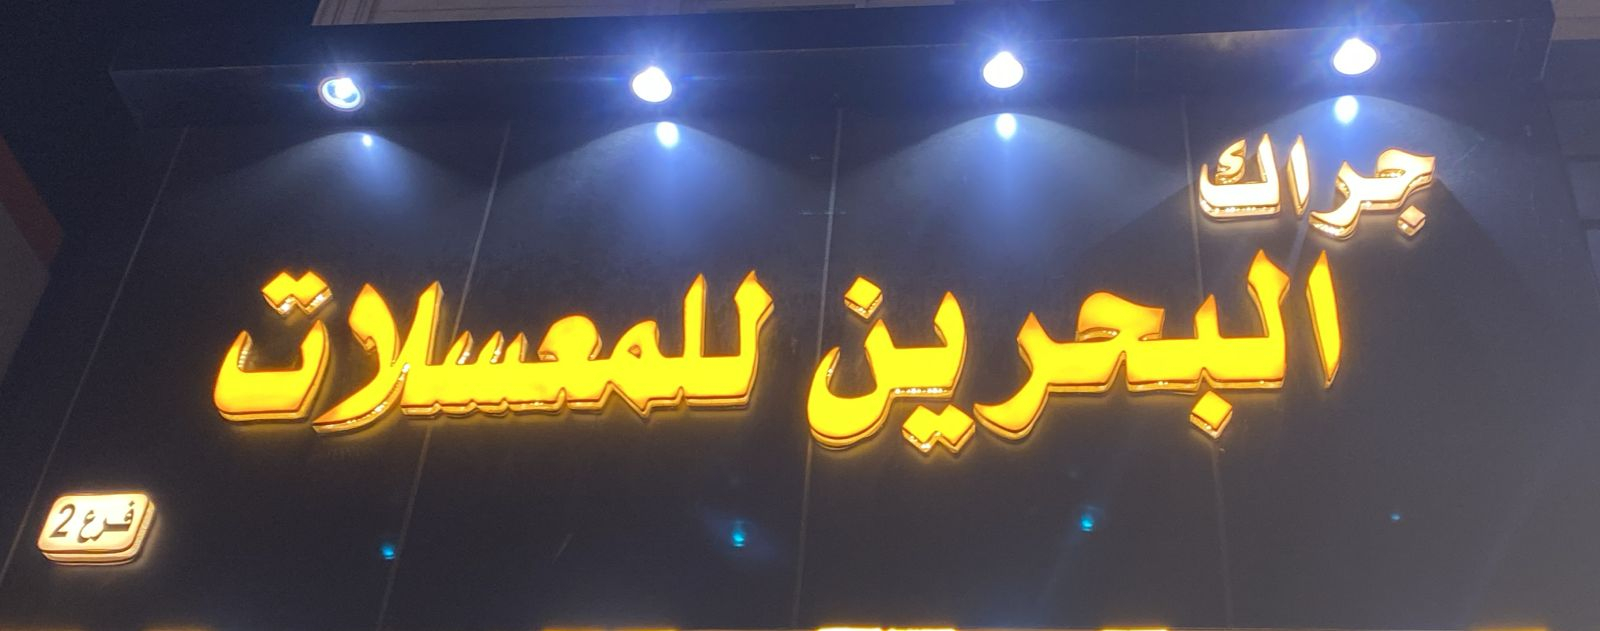 جراك
البحرين للمعسلات
فرع 2